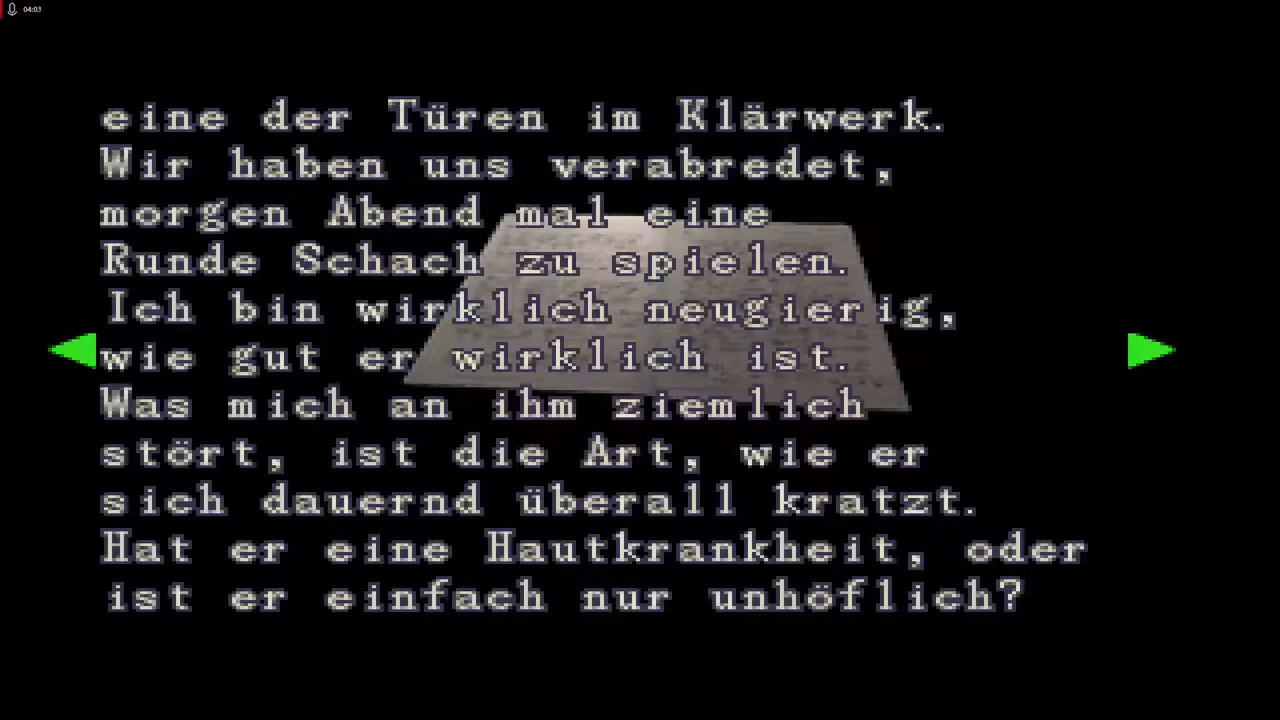 04:03
eine der Türen im Klärwerk.
Wir haben uns verabredet,
morgen Abend mal eine
Runde Schach zu spielen.
Ich bin wirklich neugierig,
wie gut er wirklich ist.
Was mich an ihm ziemlich
stört, ist die Art, wie er
sich dauernd überall kratzt.
Hat er eine Hautkrankheit, oder
ist er einfach nur unhöflich?